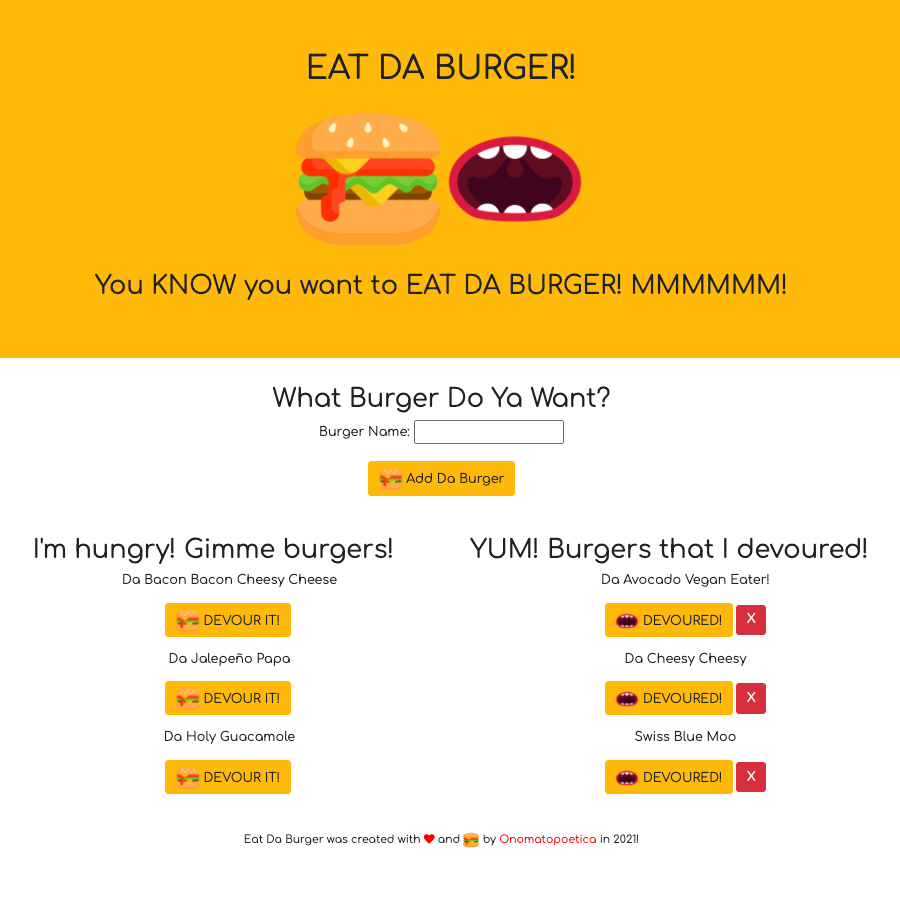 EAT DA BURGER!
You KNOW you want to EAT DA BURGER! MMMMMM!
What Burger Do Ya Want?
Burger Name:
Add Da Burger
I'm hungry! Gimme burgers!
Da Bacon Bacon Cheesy Cheese
DEVOUR IT!
Da Jalepeño Papa
DEVOUR IT!
Da Holy Guacamole
DEVOUR IT!
YUM! Burgers that I devoured!
Da Avocado Vegan Eater!
DEVOURED! X
Da Cheesy Cheesy
DEVOURED! X
Swiss Blue Moo
DEVOURED! X
Eat Da Burger was created with and by Onomatopoetica in 2021!